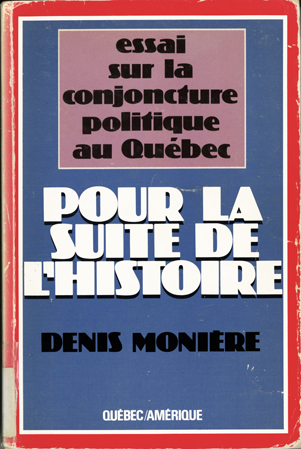 essai
sur la
conjoncture
politique
au Québec
POUR LA
SUITE DE
L'HISTOIRE
DENIS MONIÈRE
QUÉBEC/AMÉRIQUE